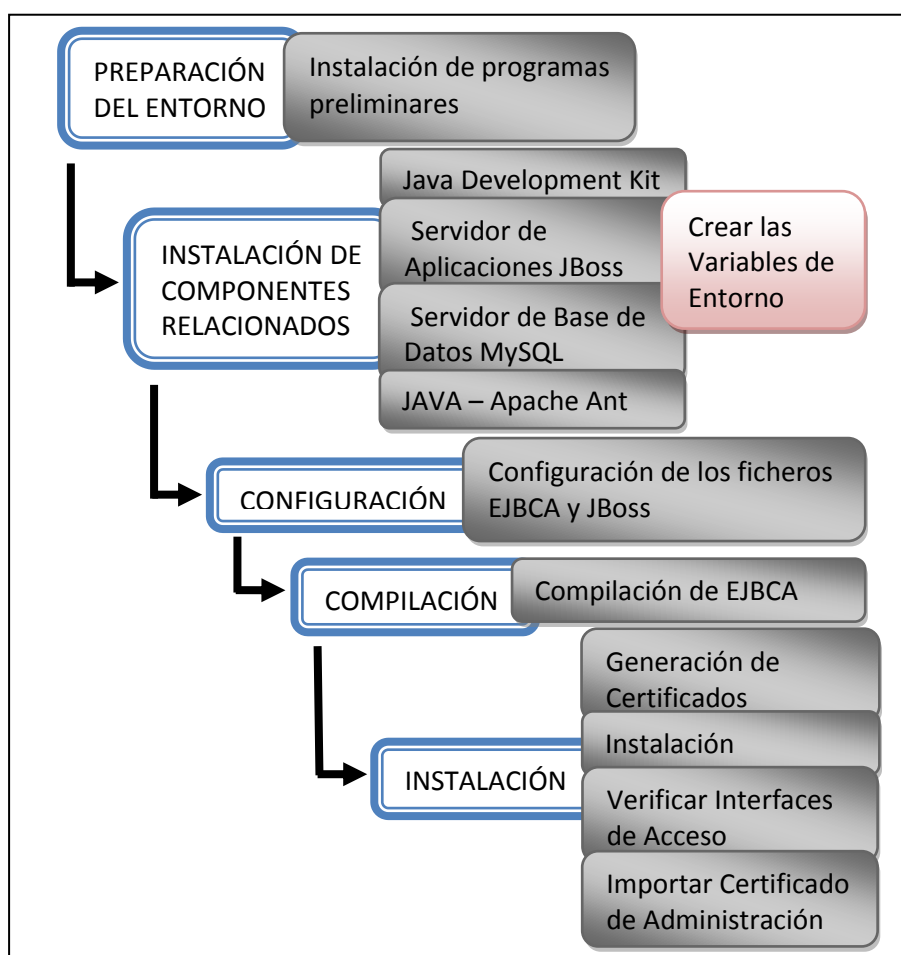 PREPARACIÓN
DEL ENTORNO
Instalación de programas
preliminares
INSTALACIÓN DE
COMPONENTES
RELACIONADOS
Java Development Kit
Servidor de
Aplicaciones JBoss
Servidor de Base de
Datos MySQL
JAVA – Apache Ant
Crear las
Variables de
Entorno
CONFIGURACIÓN
Configuración de los ficheros
EJBCA y JBoss
COMPILACIÓN
Compilación de EJBCA
INSTALACIÓN
Generación de
Certificados
Instalación
Verificar Interfaces
de Acceso
Importar Certificado
de Administración